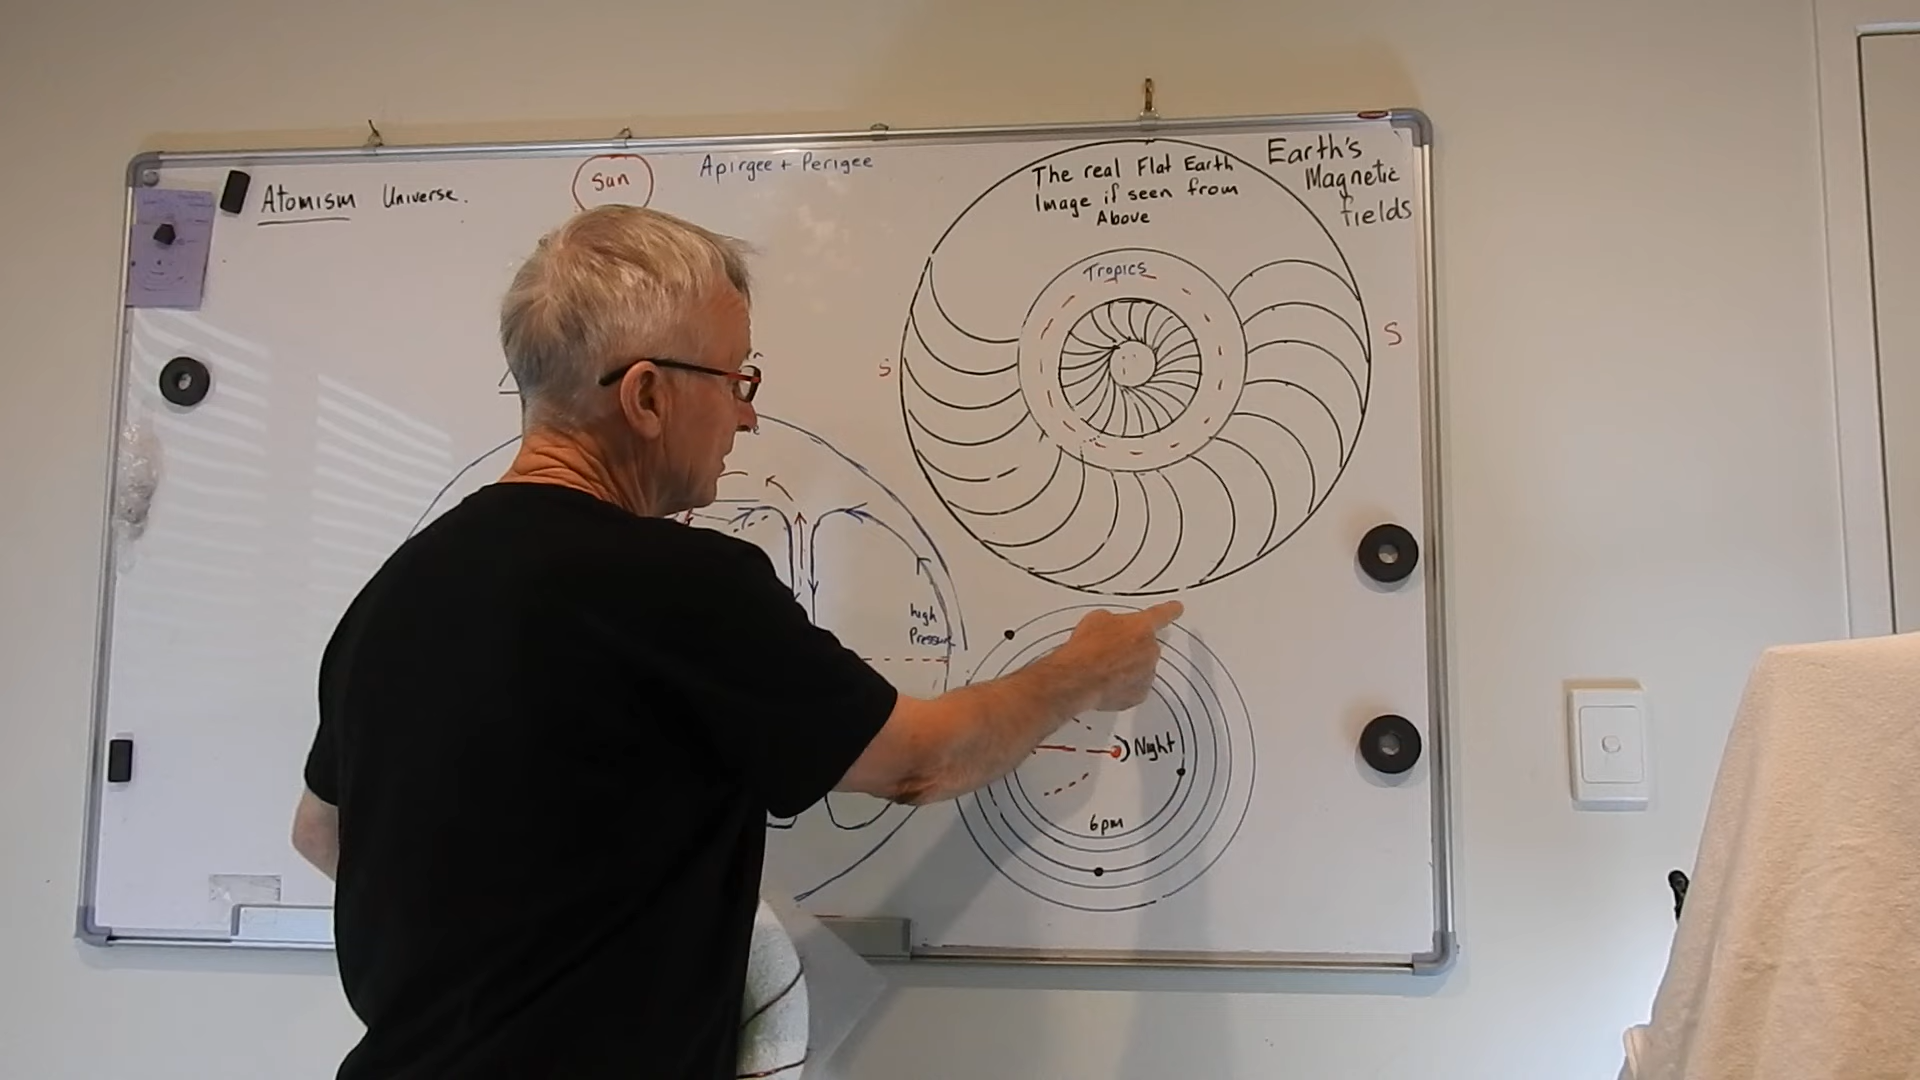 Atomism Universe.
Sun
Apirgee + Perigee
The real Flat Earth
Image if seen from
Above
Earth's
Magnetic
fields
Tropics
S
S
high
Pressure
Night
6pm